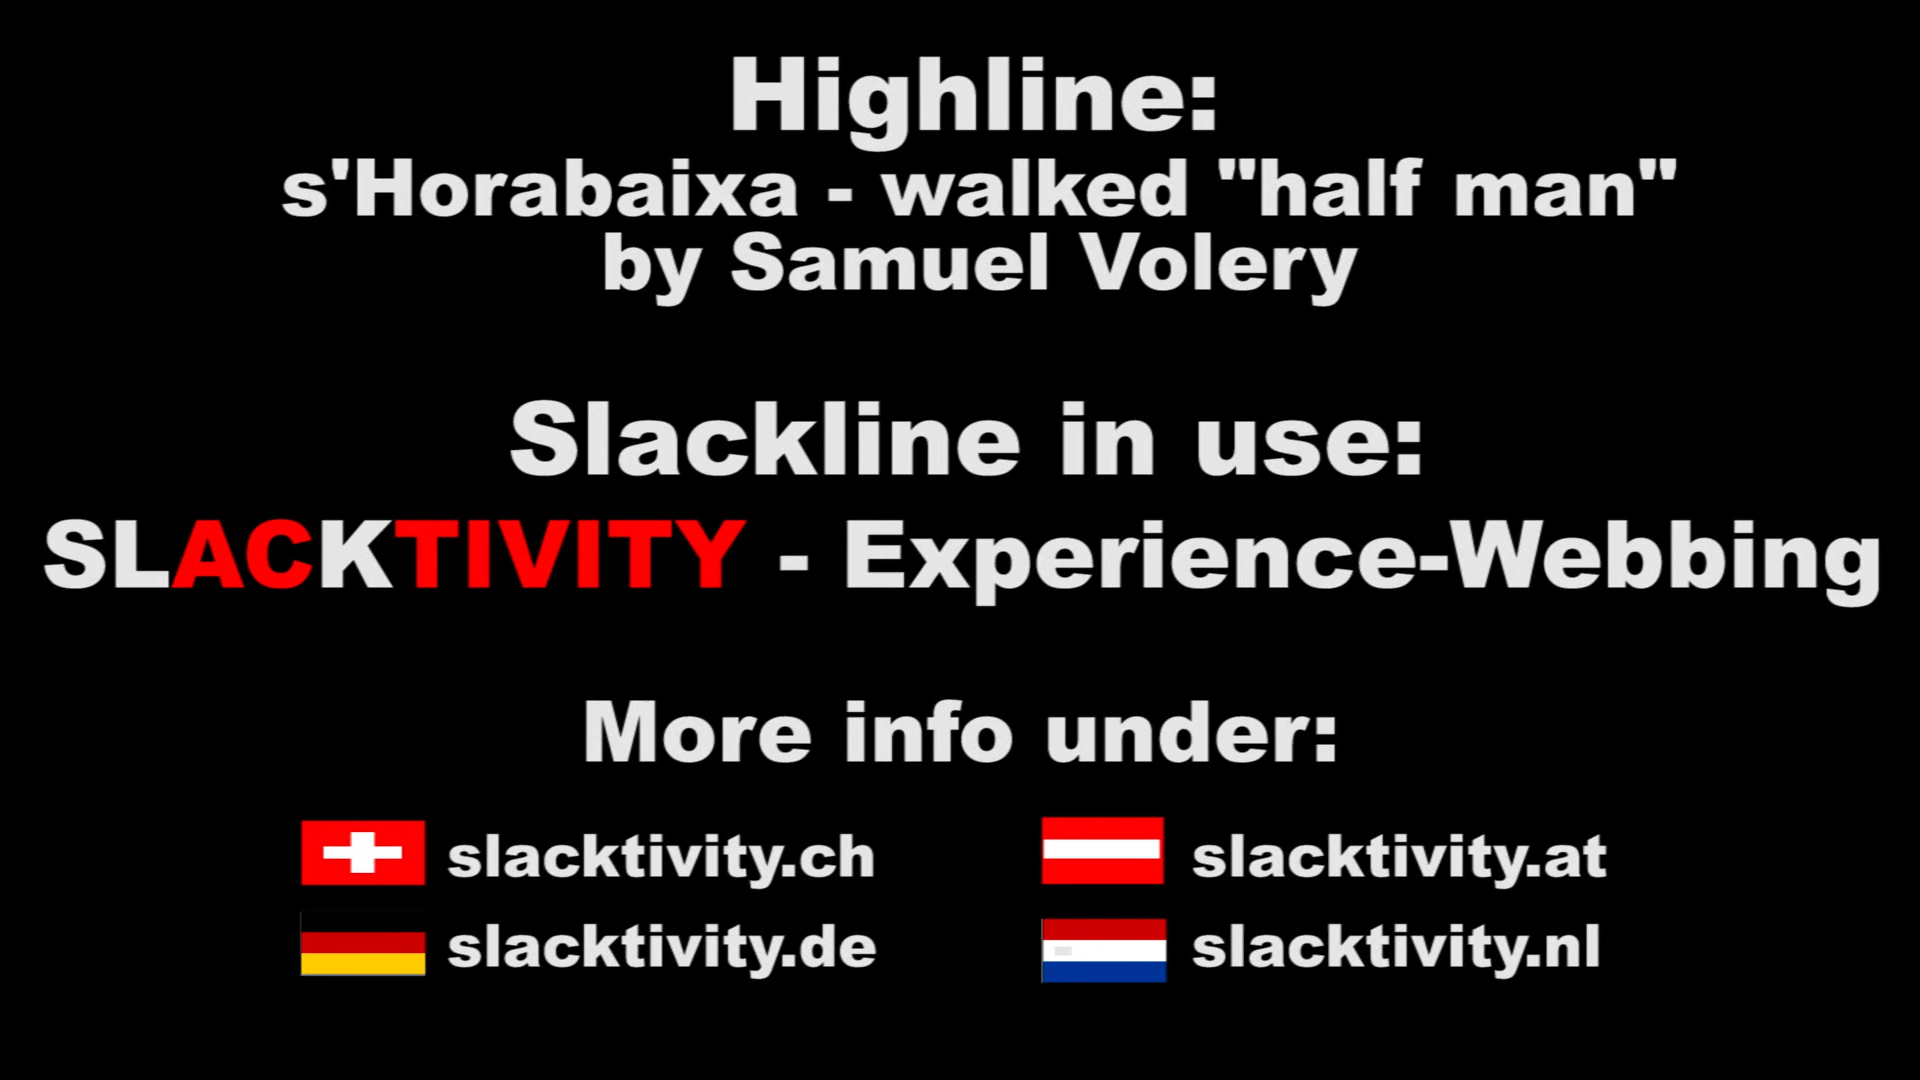 Highline:
s'Horabaixa - walked "half man"
by Samuel Volery
Slackline in use:
SLACKTIVITY - Experience-Webbing
More info under:
slacktivity.ch
slacktivity.at
slacktivity.de
slacktivity.nl